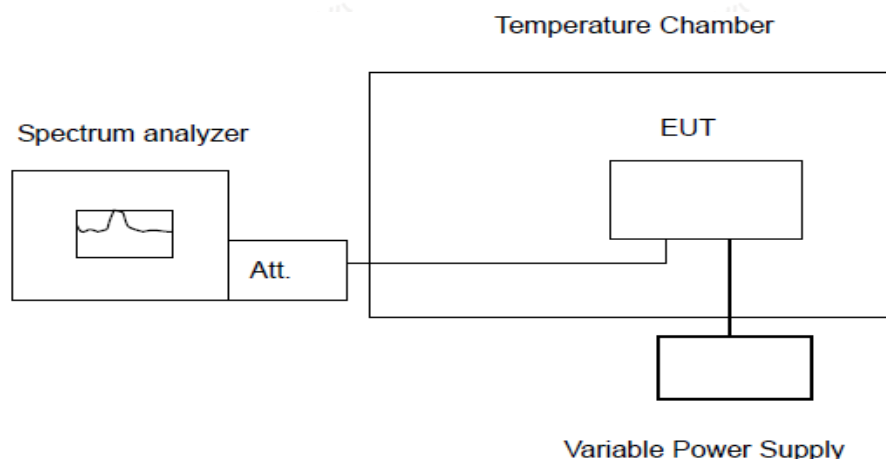 Temperature Chamber
Spectrum analyzer
EUT
Att.
Variable Power Supply